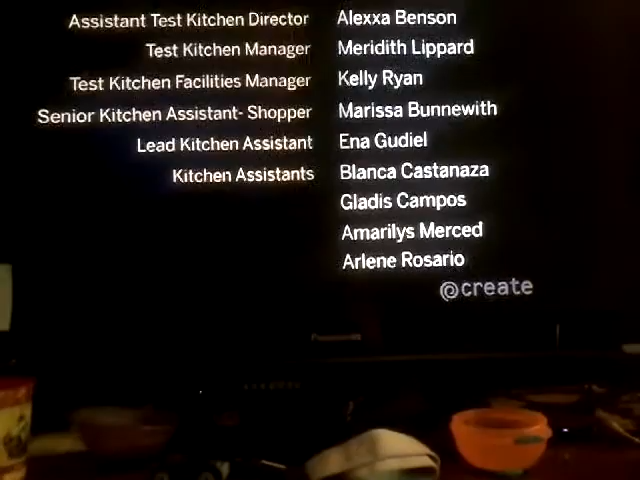 Assistant Test Kitchen Director Alexxa Benson
Test Kitchen Manager Meridith Lippard
Test Kitchen Facilities Manager Kelly Ryan
Senior Kitchen Assistant- Shopper Marissa Bunnewith
Lead Kitchen Assistant Ena Gudiel
Kitchen Assistants Blanca Castanaza
Gladis Campos
Amarilys Merced
Arlene Rosario
@create
Panasonic